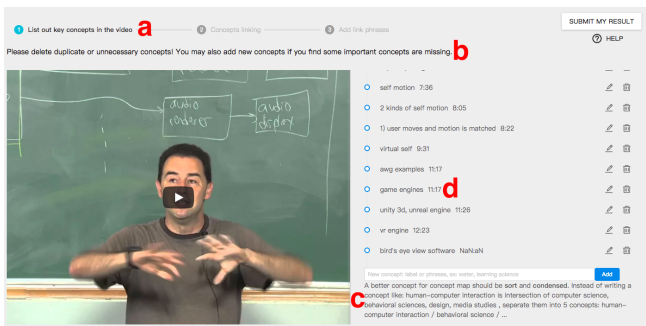 SUBMIT MY RESULT
1 List out key concepts in the video a 2 Concepts linking 3 Add link phrases
? HELP
Please delete duplicate or unnecessary concepts! You may also add new concepts if you find some important concepts are missing. b
audio renderer
audio display
self motion 7:36
2 kinds of self motion 8:05
1) user moves and motion is matched 8:22
virtual self 9:31
awg examples 11:17
game engines 11:17 d
unity 3d, unreal engine 11:26
vr engine 12:23
bird's eye view software NaN:aN
New concept: label or phrases, ex: water, learning science
Add
A better concept for concept map should be sort and condensed. Instead of writing a
c concept like: human-computer interaction is intersection of computer science,
behavioral sciences, design, media studies , seperate them into 5 concepts: human-
computer interaction / behavioral science / ...